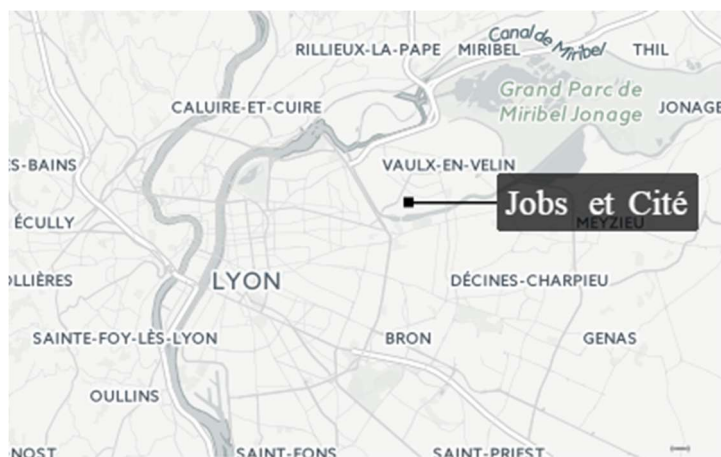 Canal de Miribel
RILLIEUX-LA-PAPE MIRIBEL THIL
Grand Parc de
Miribel Jonage
CALUIRE-ET-CUIRE JONAGE
ES-BAINS VAULX-EN-VELIN
Jobs et Cité
ÉCULLY MEYZIEU
OLLIÈRES LYON DÉCINES-CHARPIEU
SAINTE-FOY-LÈS-LYON BRON GENAS
OULLINS
NOST SAINT-FONS SAINT-PRIEST